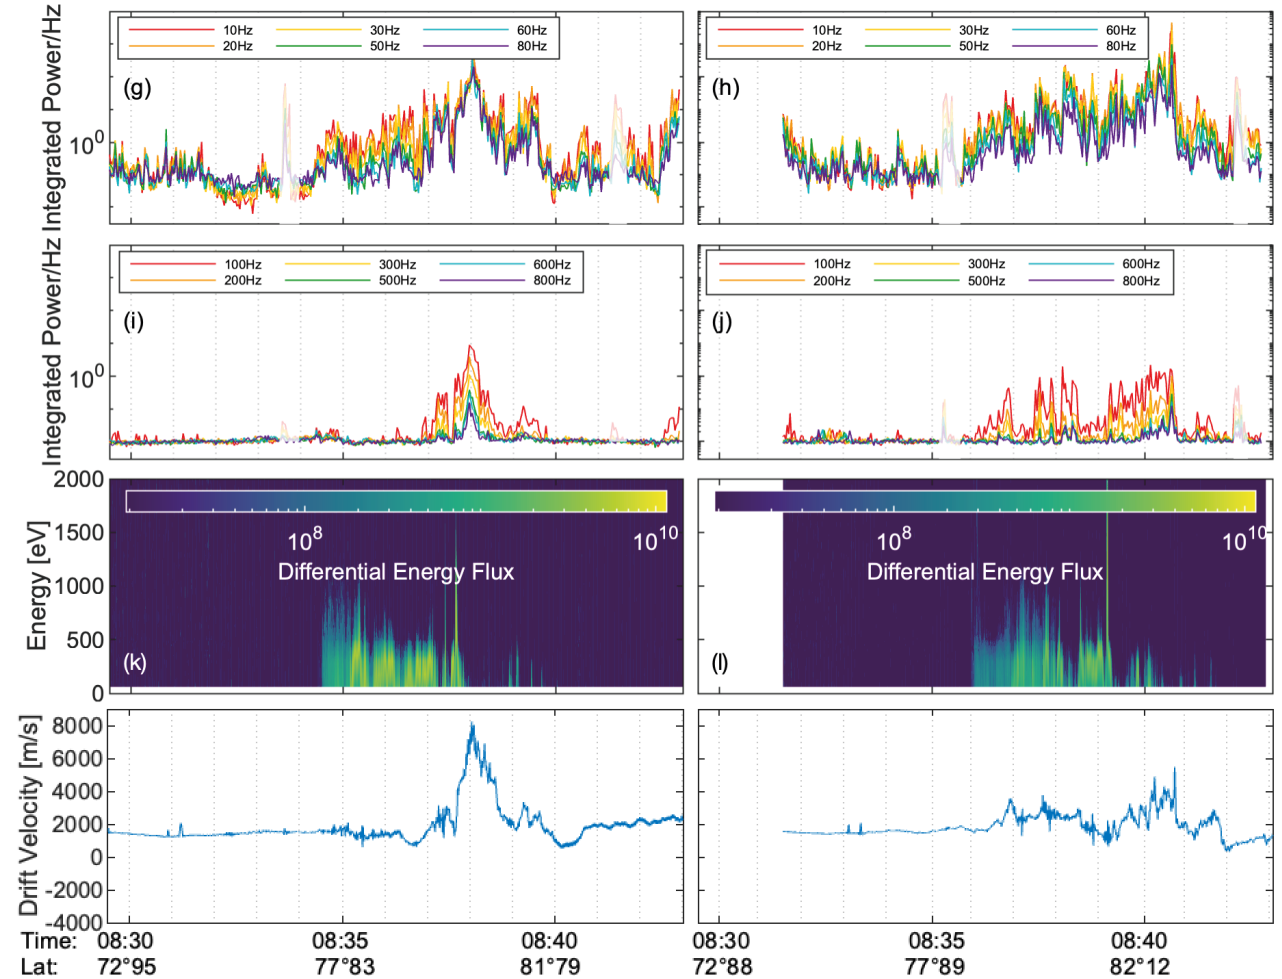 Integrated Power/Hz
10Hz 30Hz 60Hz
20Hz 50Hz 80Hz
(g)
10^0
10Hz 30Hz 60Hz
20Hz 50Hz 80Hz
(h)
Integrated Power/Hz
100Hz 300Hz 600Hz
200Hz 500Hz 800Hz
(i)
10^0
100Hz 300Hz 600Hz
200Hz 500Hz 800Hz
(j)
Energy [eV]
2000
1500
1000
500
0
10^8 10^10
Differential Energy Flux
(k)
10^8 10^10
Differential Energy Flux
(l)
Drift Velocity [m/s]
8000
6000
4000
2000
0
-2000
-4000
Time: 08:30 08:35 08:40 08:30 08:35 08:40
Lat: 72°95 77°83 81°79 72°88 77°89 82°12